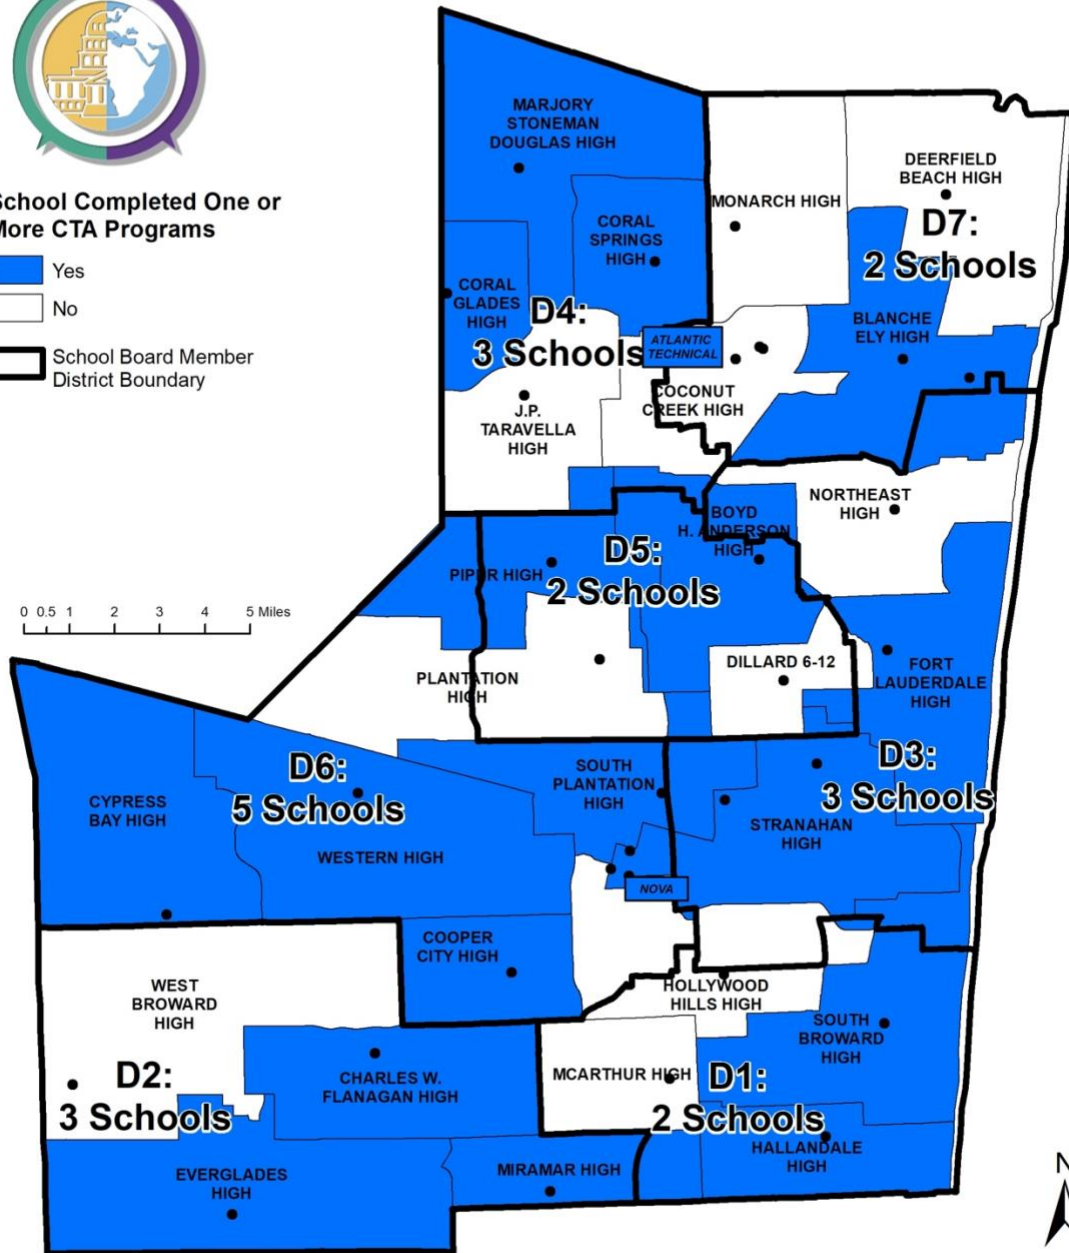 School Completed One or
More CTA Programs
Yes
No
School Board Member
District Boundary
MARJORY
STONEMAN
DOUGLAS HIGH
CORAL
SPRINGS
HIGH
MONARCH HIGH
DEERFIELD
BEACH HIGH
D7:
2 Schools
CORAL
GLADES
HIGH
D4:
3 Schools
ATLANTIC
TECHNICAL
BLANCHE
ELY HIGH
J.P.
TARAVELLA
HIGH
COCONUT
CREEK HIGH
NORTHEAST
HIGH
BOYD
H. ANDERSON
HIGH
D5:
2 Schools
PIPER HIGH
0 0.5 1 2 3 4 5 Miles
PLANTATION
HIGH
DILLARD 6-12
FORT
LAUDERDALE
HIGH
D6:
5 Schools
SOUTH
PLANTATION
HIGH
D3:
3 Schools
CYPRESS
BAY HIGH
WESTERN HIGH
STRANAHAN
HIGH
NOVA
COOPER
CITY HIGH
WEST
BROWARD
HIGH
HOLLYWOOD
HILLS HIGH
SOUTH
BROWARD
HIGH
D2:
3 Schools
CHARLES W.
FLANAGAN HIGH
MCARTHUR HIGH
D1:
2 Schools
HALLANDALE
HIGH
EVERGLADES
HIGH
MIRAMAR HIGH
N